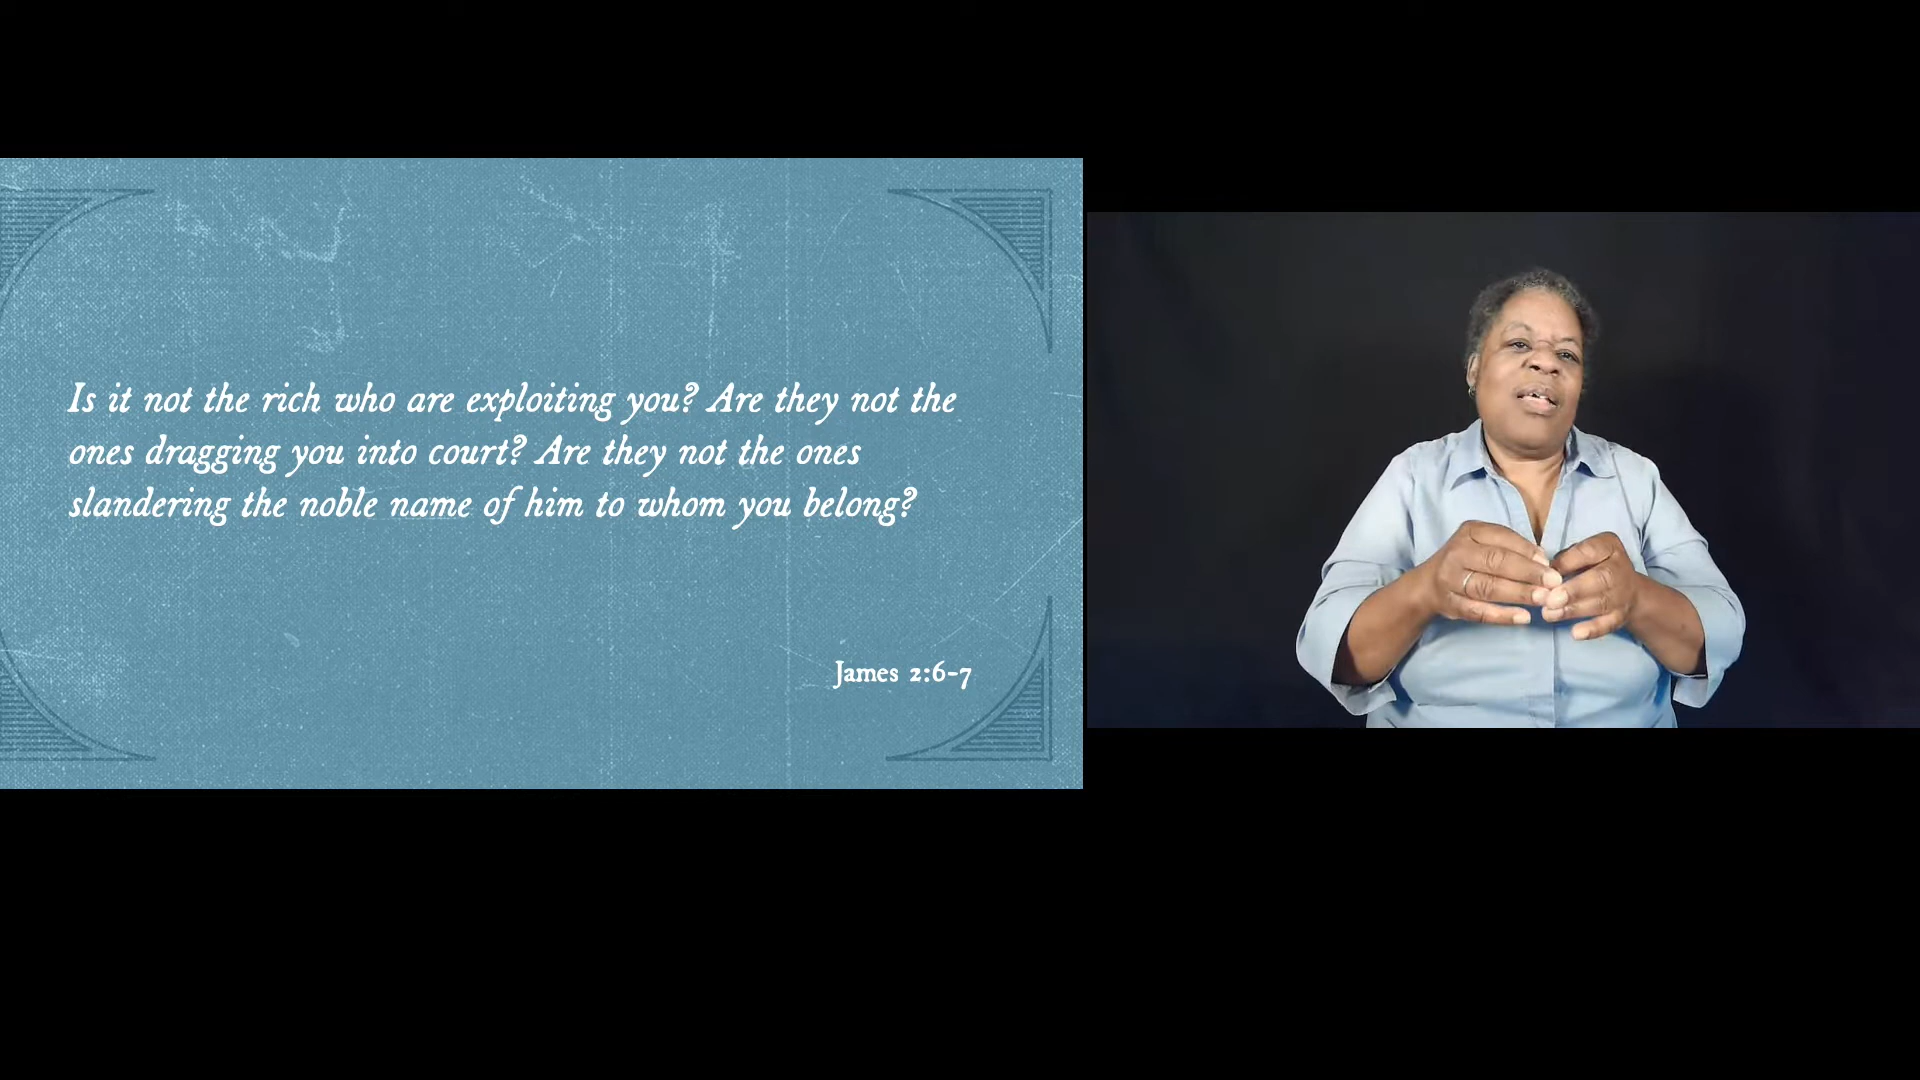 Is it not the rich who are exploiting you? Are they not the
ones dragging you into court? Are they not the ones
slandering the noble name of him to whom you belong?
James 2:6-7